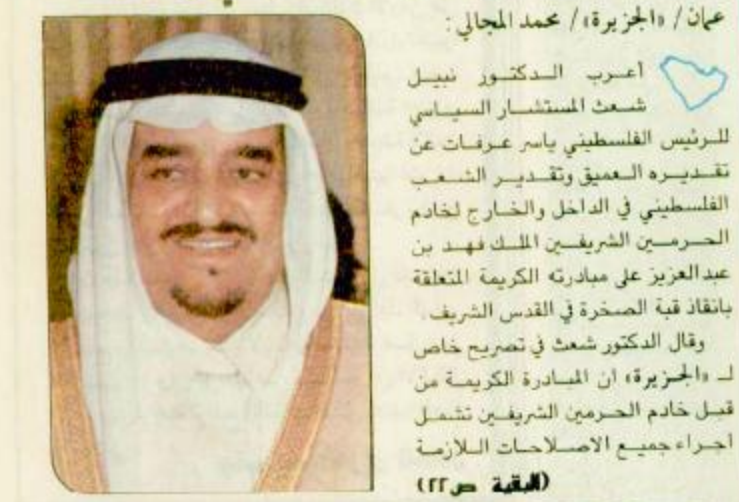 عمان / «الجزيرة» / محمد المجالي :
أعرب الدكتور نبيل
شعث المستشار السياسي
للرئيس الفلسطيني ياسر عرفات عن
تقديره العميق وتقدير الشعب
الفلسطيني في الداخل والخارج لخادم
الحرمين الشريفين الملك فهد بن
عبدالعزيز على مبادرته الكريمة المتعلقة
بانقاذ قبة الصخرة في القدس الشريف .
وقال الدكتور شعث في تصريح خاص
لـ «الجزيرة» ان المبادرة الكريمة من
قبل خادم الحرمين الشريفين تشمل
اجراء جميع الاصلاحات اللازمة
(البقية ص٢٢)